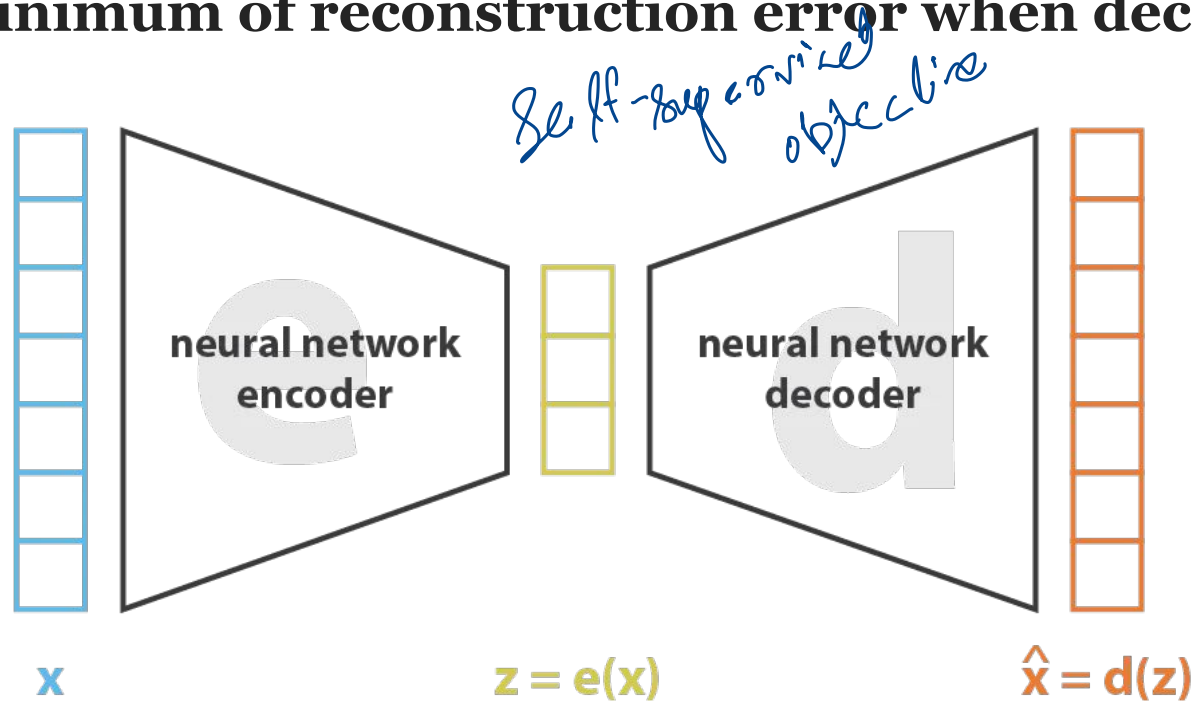 inimum of reconstruction error when dec
Self-supervised
objective
neural network
encoder
e
neural network
decoder
d
x
z = e(x)
x̂ = d(z)